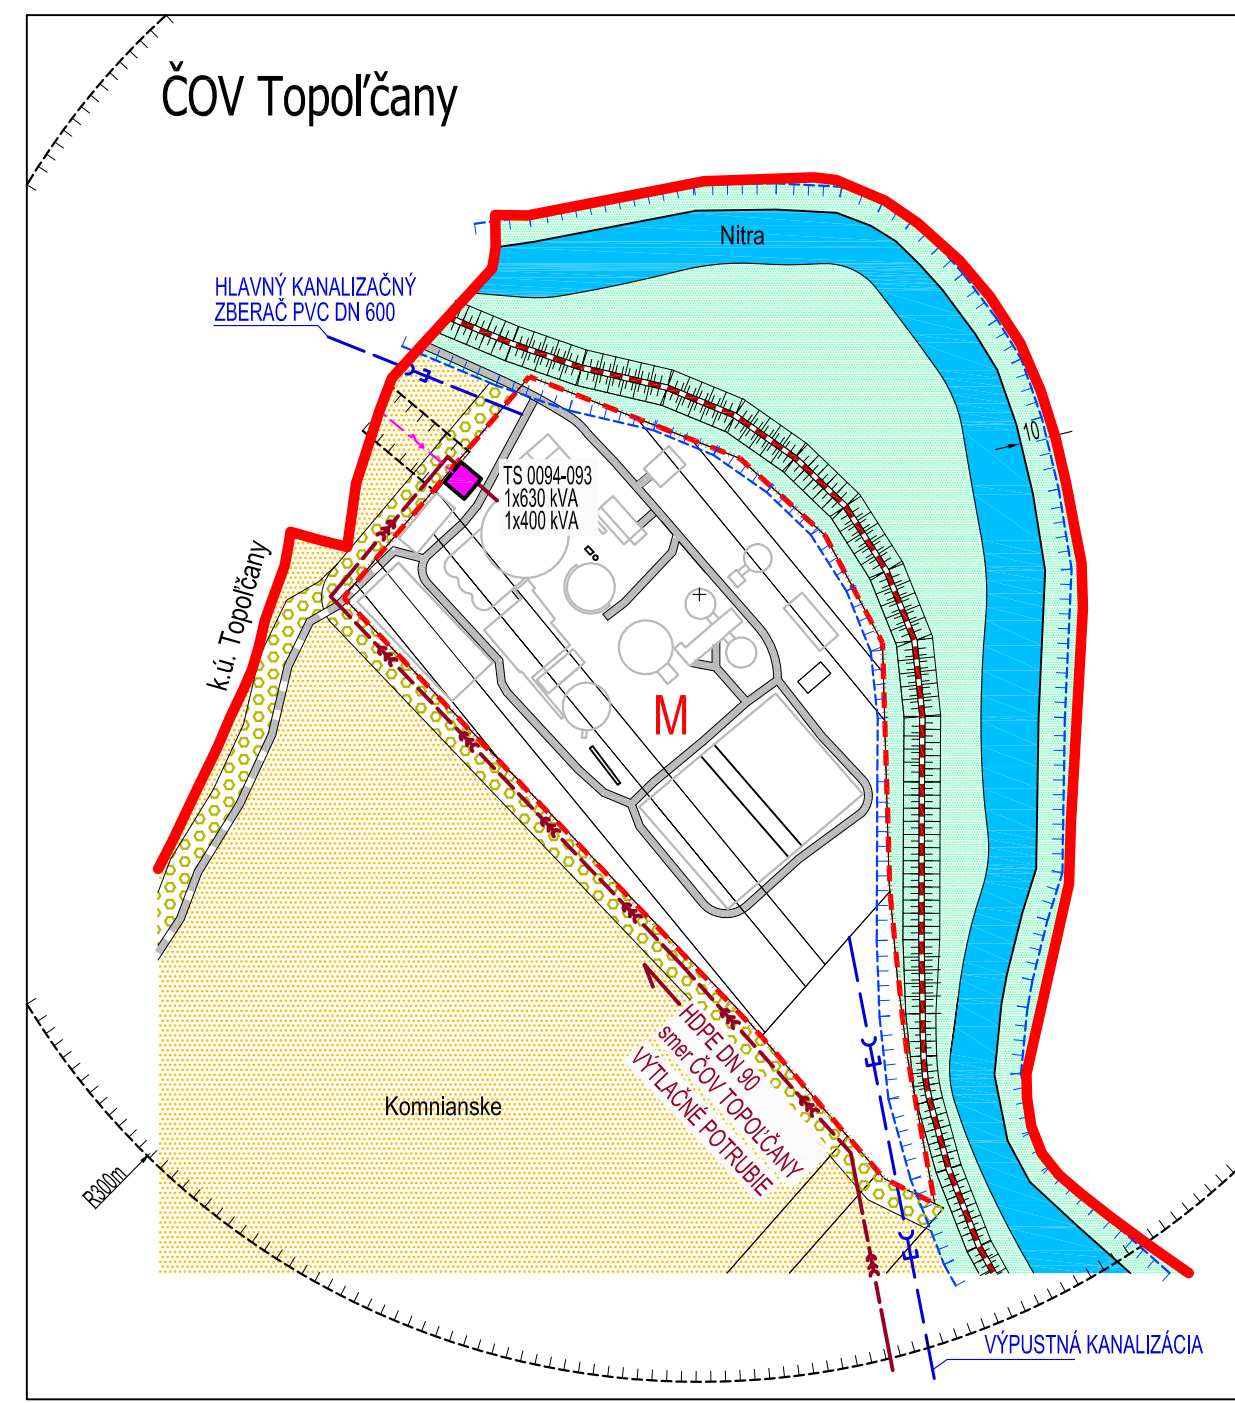 ČOV Topoľčany
Nitra
HLAVNÝ KANALIZAČNÝ
ZBERAČ PVC DN 600
10
TS 0094-093
1x630 kVA
1x400 kVA
k.ú. Topoľčany
M
HDPE DN 90
smer ČOV TOPOĽČANY
VÝTLAČNÉ POTRUBIE
Komnianske
R300m
VÝPUSTNÁ KANALIZÁCIA